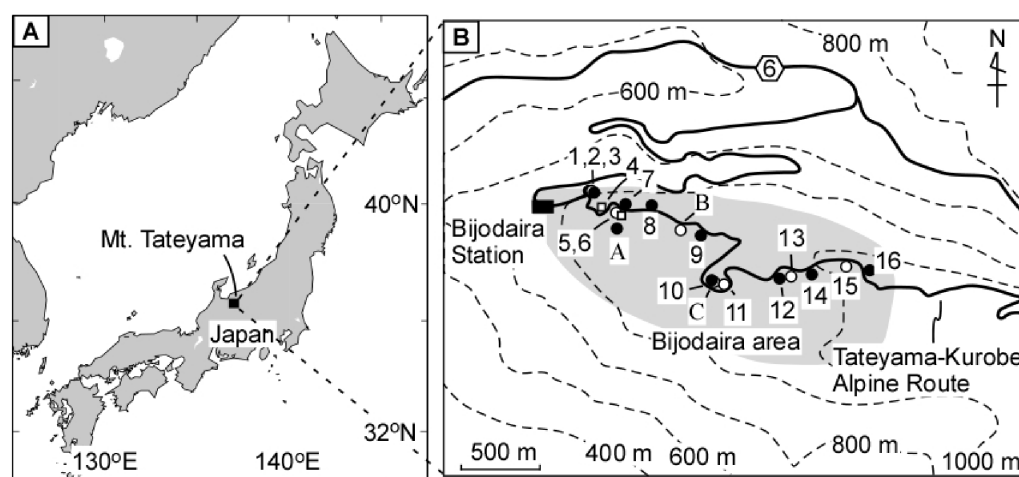 A
Mt. Tateyama
Japan
40°N
32°N
130°E
140°E
B
N
800 m
6
600 m
1,2,3
4
7
B
Bijodaira
Station
5,6
A
8
9
13
16
10
C
11
12
14
15
Bijodaira area
Tateyama-Kurobe
Alpine Route
500 m
400 m
600 m
800 m
1000 m